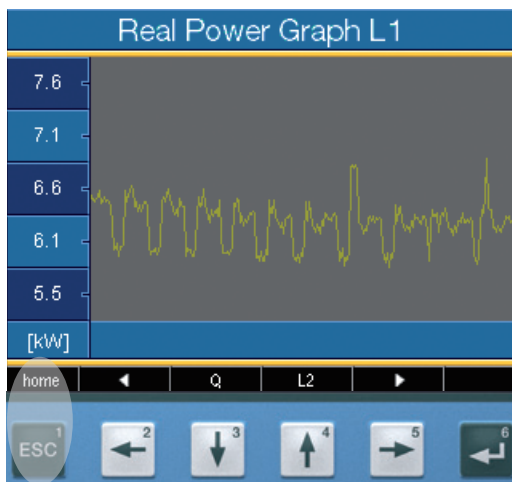 Real Power Graph L1
7.6
7.1
6.6
6.1
5.5
[kW]
home ◄ Q L2 ►
ESC 1 2 3 4 5 6